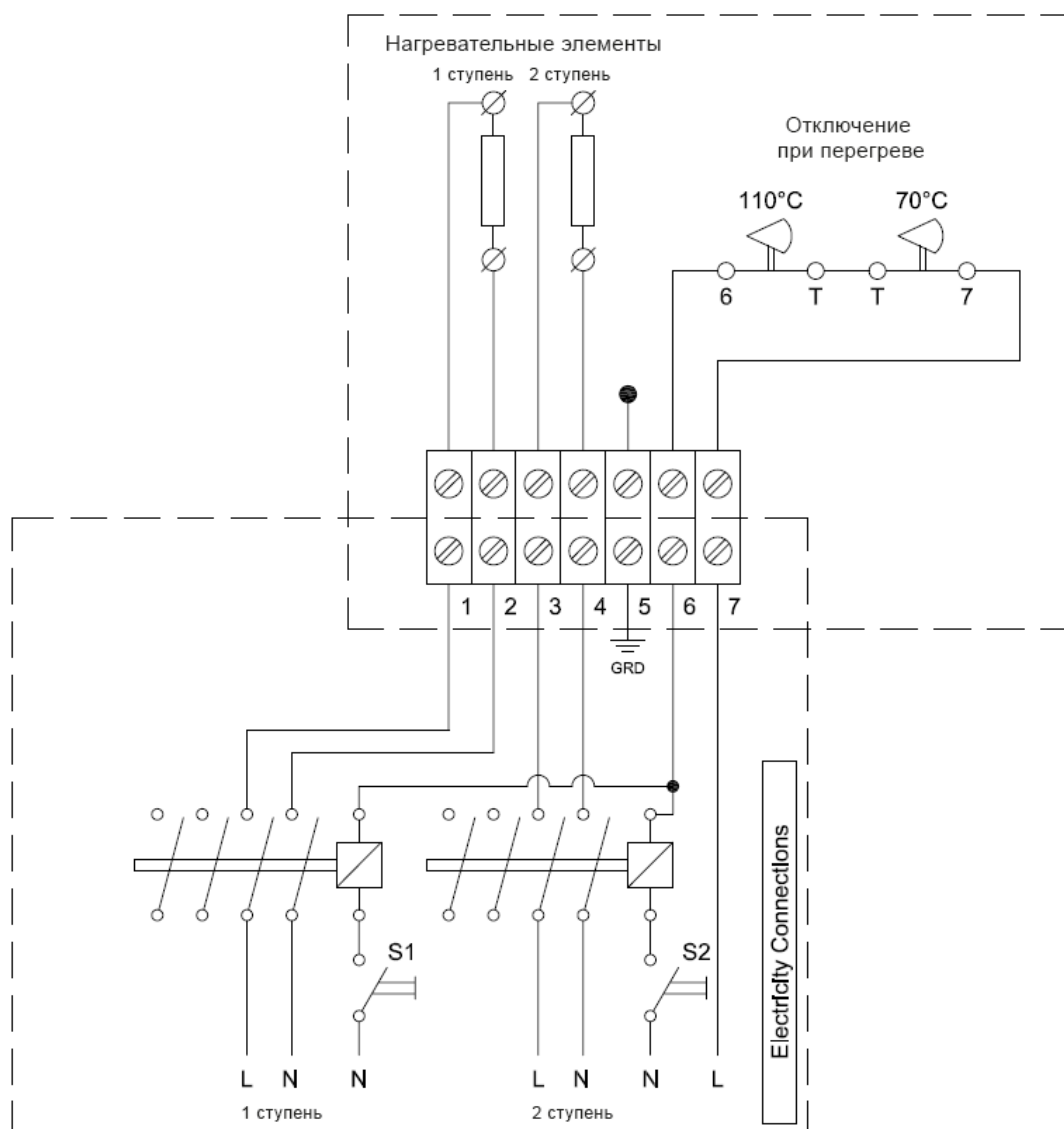 Нагревательные элементы
1 ступень 2 ступень
Отключение
при перегреве
110°C 70°C
6 T T 7
1 2 3 4 5 6 7
GRD
S1 S2
Electricity Connections
L N N L N N L
1 ступень 2 ступень